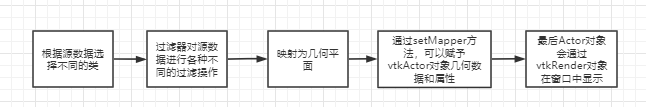 根据源数据选
择不同的类
过滤器对源数
据进行各种不
同的过滤操作
映射为几何平
面
通过setMapper方
法，可以赋予
vtkActor对象几何数
据和属性
最后Actor对象
会通过
vtkRender对象
在窗口中显示